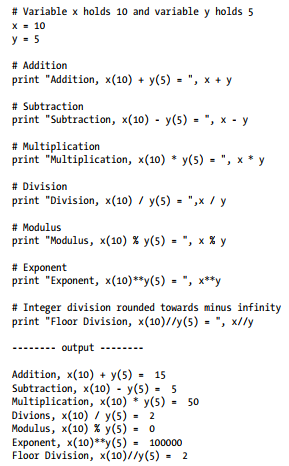 # Variable x holds 10 and variable y holds 5
x = 10
y = 5
# Addition
print "Addition, x(10) + y(5) = ", x + y
# Subtraction
print "Subtraction, x(10) - y(5) = ", x - y
# Multiplication
print "Multiplication, x(10) * y(5) = ", x * y
# Division
print "Division, x(10) / y(5) = ",x / y
# Modulus
print "Modulus, x(10) % y(5) = ", x % y
# Exponent
print "Exponent, x(10)**y(5) = ", x**y
# Integer division rounded towards minus infinity
print "Floor Division, x(10)//y(5) = ", x//y
-------- output --------
Addition, x(10) + y(5) =  15
Subtraction, x(10) - y(5) =  5
Multiplication, x(10) * y(5) =  50
Divions, x(10) / y(5) =  2
Modulus, x(10) % y(5) =  0
Exponent, x(10)**y(5) =  100000
Floor Division, x(10)//y(5) =  2